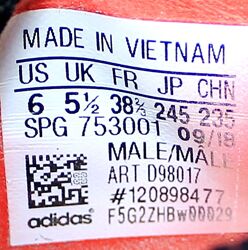 MADE IN VIETNAM
US UK FR JP CHN
6 5½ 38⅔ 245 235
SPG 753001 09/18
MALE/MALE
ART D98017
#120898477
adidas F5G2ZHBw00029